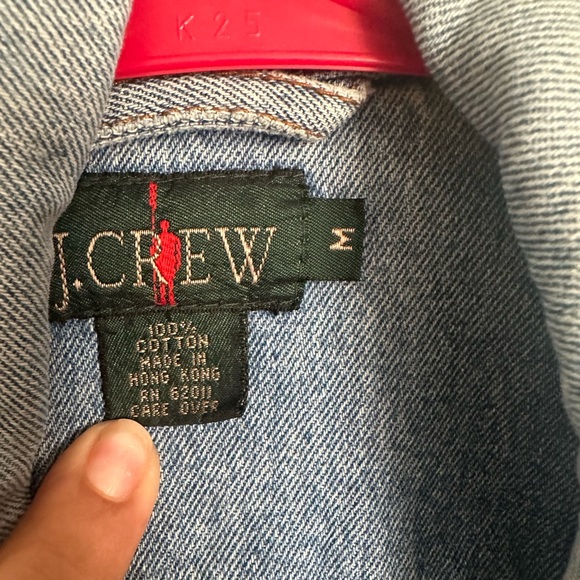 K25
J.CREW
M
100%
COTTON
MADE IN
HONG KONG
RN 62011
CARE OVER